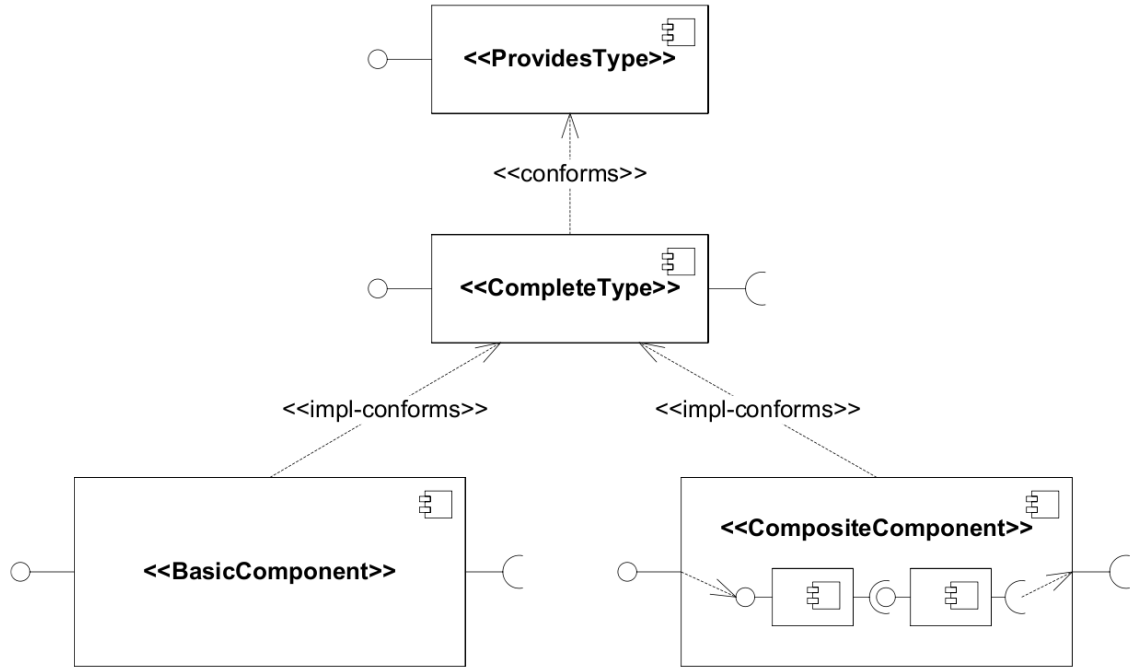 <<ProvidesType>>
<<conforms>>
<<CompleteType>>
<<impl-conforms>>
<<impl-conforms>>
<<BasicComponent>>
<<CompositeComponent>>